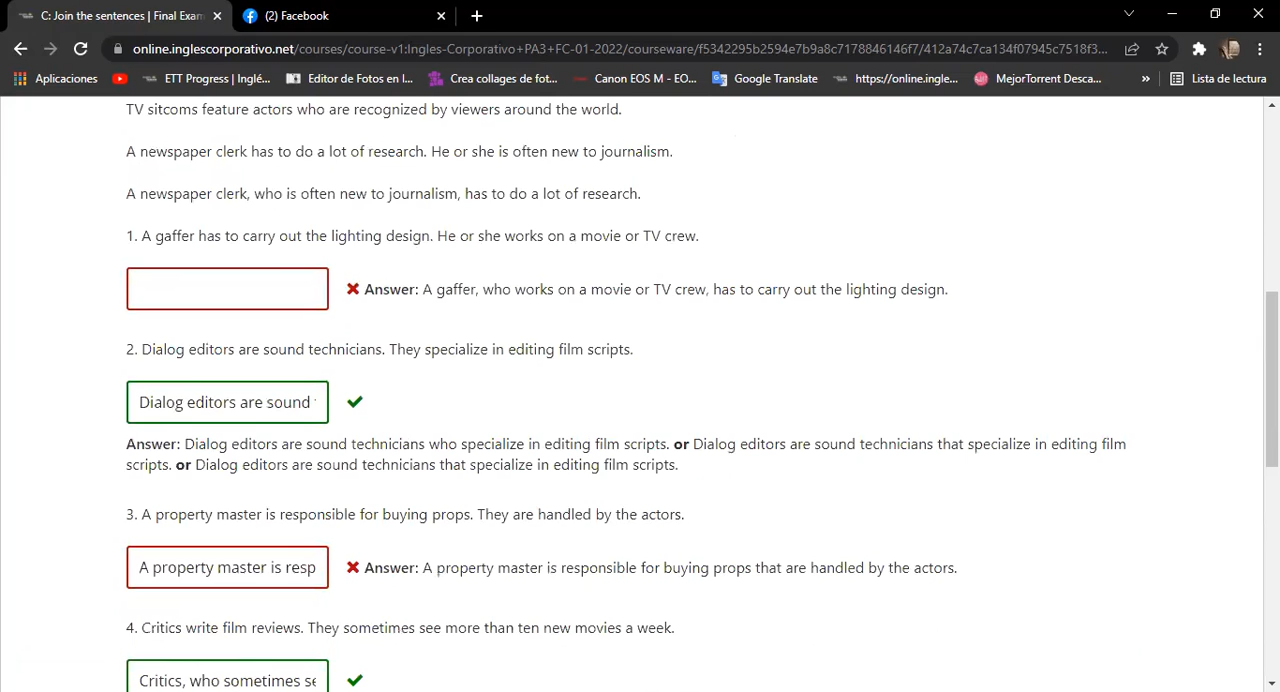 C: Join the sentences | Final Exam
(2) Facebook
online.inglescorporativo.net/courses/course-v1:Ingles-Corporativo+PA3+FC-01-2022/courseware/f5342295b2594e7b9a8c7178846146f7/412a74c7ca134f07945c7518f3...
Aplicaciones
ETT Progress | Inglé...
Editor de Fotos en l...
Crea collages de fot...
Canon EOS M - EO...
Google Translate
https://online.ingle...
MejorTorrent Desca...
»
Lista de lectura
TV sitcoms feature actors who are recognized by viewers around the world.
A newspaper clerk has to do a lot of research. He or she is often new to journalism.
A newspaper clerk, who is often new to journalism, has to do a lot of research.
1. A gaffer has to carry out the lighting design. He or she works on a movie or TV crew.
Answer: A gaffer, who works on a movie or TV crew, has to carry out the lighting design.
2. Dialog editors are sound technicians. They specialize in editing film scripts.
Dialog editors are sound
Answer: Dialog editors are sound technicians who specialize in editing film scripts. or Dialog editors are sound technicians that specialize in editing film
scripts. or Dialog editors are sound technicians that specialize in editing film scripts.
3. A property master is responsible for buying props. They are handled by the actors.
A property master is resp
Answer: A property master is responsible for buying props that are handled by the actors.
4. Critics write film reviews. They sometimes see more than ten new movies a week.
Critics, who sometimes se